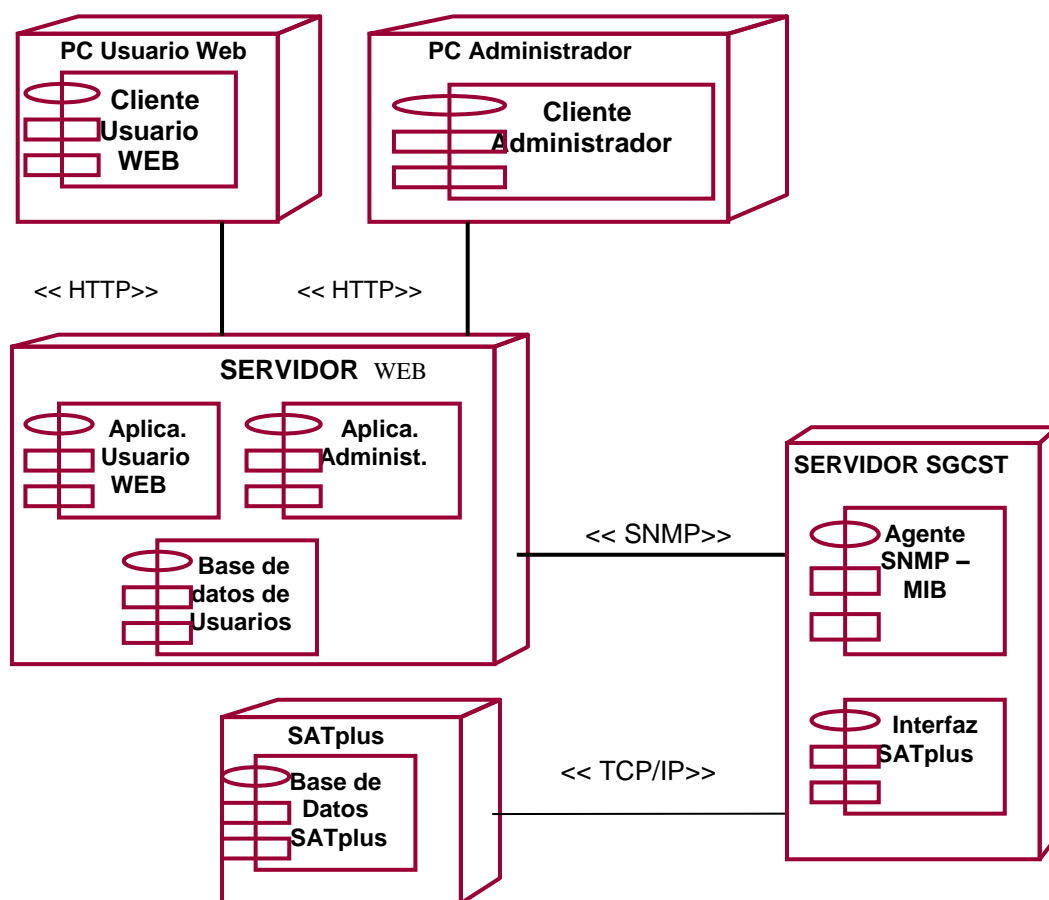 PC Usuario Web
Cliente
Usuario
WEB
PC Administrador
Cliente
Administrador
<< HTTP>>
<< HTTP>>
SERVIDOR WEB
Aplica.
Usuario
WEB
Aplica.
Administ.
Base de
datos de
Usuarios
<< SNMP>>
SERVIDOR SGCST
Agente
SNMP –
MIB
Interfaz
SATplus
<< TCP/IP>>
SATplus
Base de
Datos
SATplus